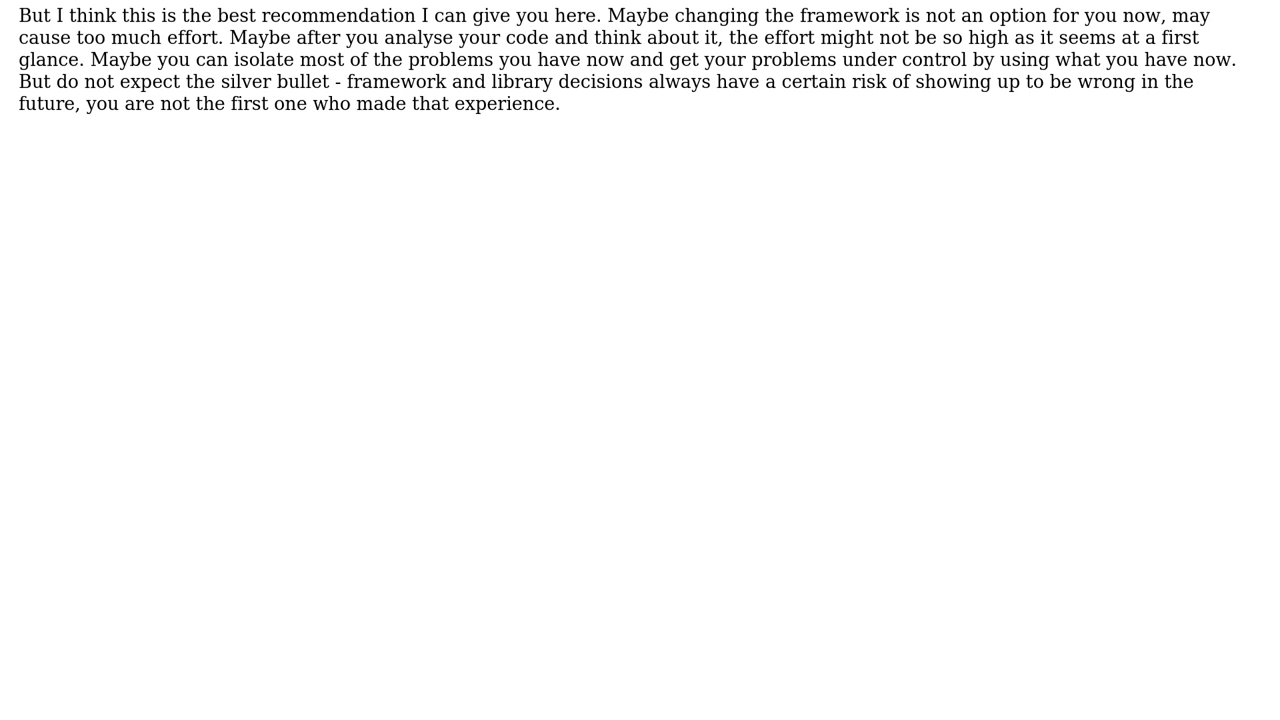 But I think this is the best recommendation I can give you here. Maybe changing the framework is not an option for you now, may
cause too much effort. Maybe after you analyse your code and think about it, the effort might not be so high as it seems at a first
glance. Maybe you can isolate most of the problems you have now and get your problems under control by using what you have now.
But do not expect the silver bullet - framework and library decisions always have a certain risk of showing up to be wrong in the
future, you are not the first one who made that experience.